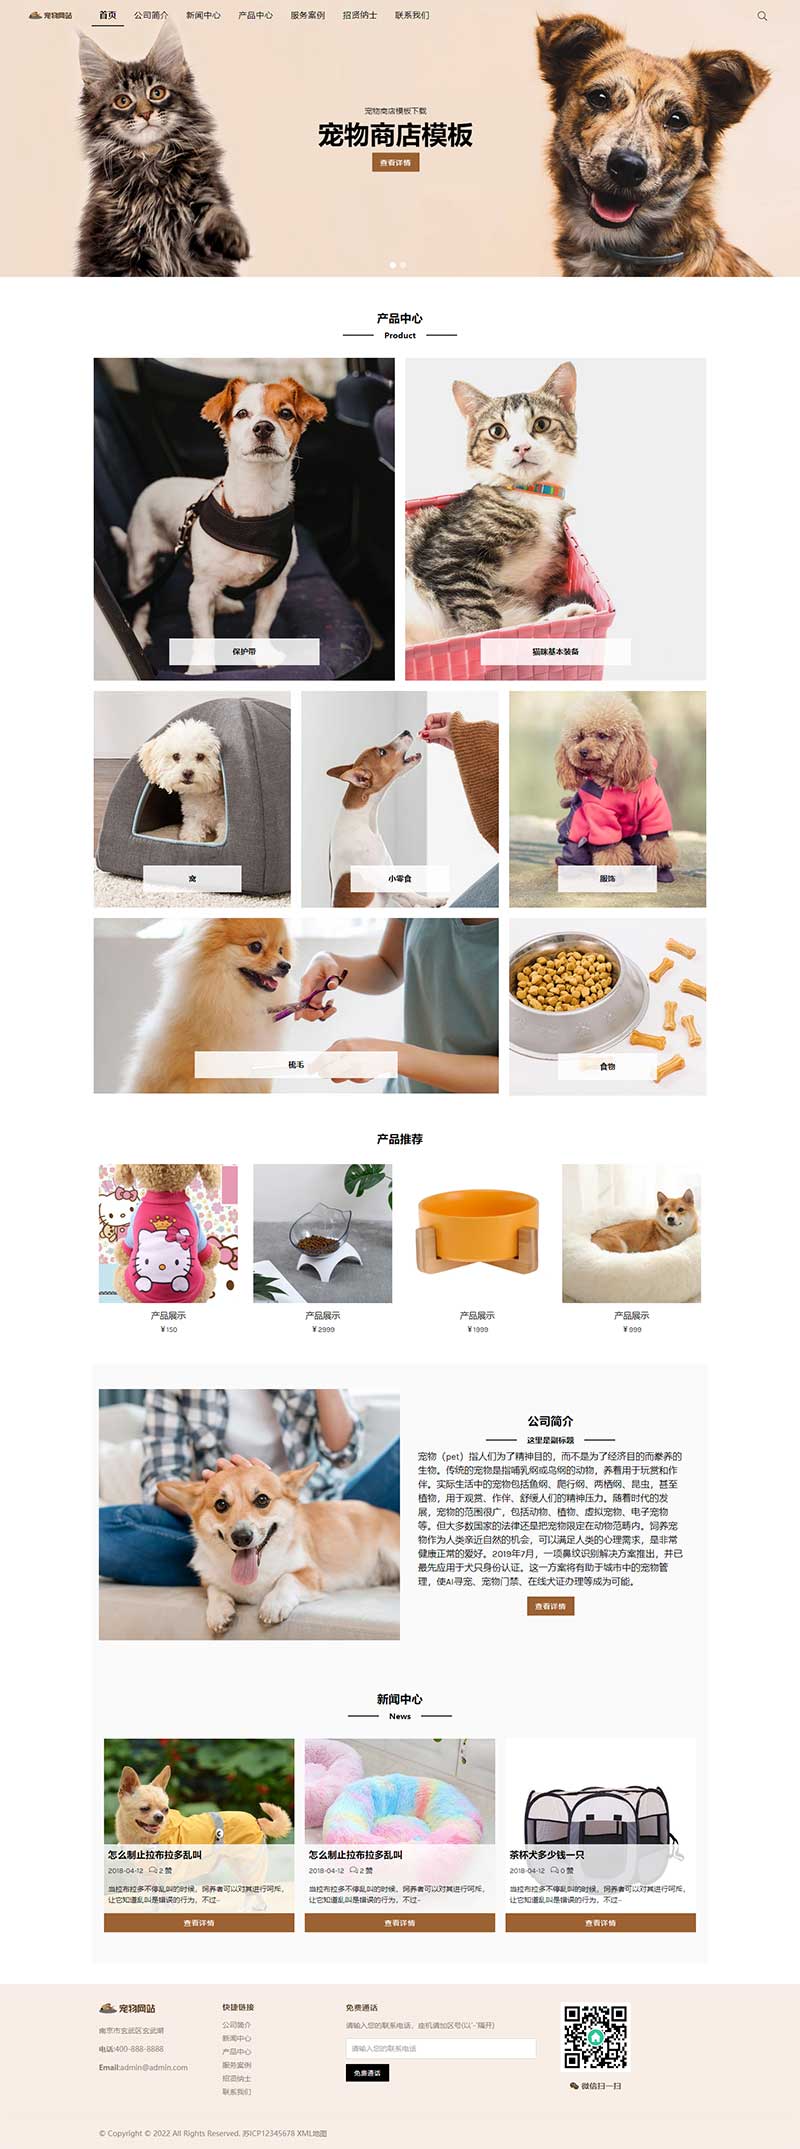 宠物网站 首页 公司简介 新闻中心 产品中心 服务案例 招贤纳士 联系我们
宠物商店模板下载
宠物商店模板
查看详情
产品中心
Product
保护带 猫咪基本装备
窝 小零食 服饰
梳毛 食物
产品推荐
产品展示 产品展示 产品展示 产品展示
¥150 ¥2999 ¥1999 ¥999
公司简介
这里是副标题
宠物（pet）指人们为了精神目的，而不是为了经济目的而豢养的
生物。传统的宠物是指哺乳纲或鸟纲的动物，养着用于玩赏和作
伴。实际生活中的宠物包括鱼纲、爬行纲、两栖纲、昆虫，甚至
植物，用于观赏、作伴、舒缓人们的精神压力。随着时代的发
展，宠物的范围很广，包括动物、植物、虚拟宠物、电子宠物
等。但大多数国家的法律还是把宠物限定在动物范畴内。饲养宠
物作为人类亲近自然的机会，可以满足人类的心理需求，是非常
健康正常的爱好。2019年7月，一项鼻纹识别解决方案推出，并已
最先应用于犬只身份认证。这一方案将有助于城市中的宠物管
理，使AI寻宠、宠物门禁、在线犬证办理等成为可能。
查看详情
新闻中心
News
怎么制止拉布拉多乱叫
2018-04-12 2 赞
当拉布拉多不停乱叫的时候，饲养者可以对其进行呵斥，
让它知道乱叫是错误的行为，不过~
查看详情
怎么制止拉布拉多乱叫
2018-04-12 2 赞
当拉布拉多不停乱叫的时候，饲养者可以对其进行呵斥，
让它知道乱叫是错误的行为，不过~
查看详情
茶杯犬多少钱一只
2018-04-12 0 赞
当拉布拉多不停乱叫的时候，饲养者可以对其进行呵斥，
让它知道乱叫是错误的行为，不过~
查看详情
宠物网站
南京市玄武区玄武湖
电话:400-888-8888
Email:admin@admin.com
快捷链接
公司简介
新闻中心
产品中心
服务案例
招贤纳士
联系我们
免费通话
请输入您的联系电话，座机请加区号(以'-'隔开)
请输入您的联系电话
免费通话
微信扫一扫
© Copyright © 2022 All Rights Reserved. 苏ICP12345678 XML地图